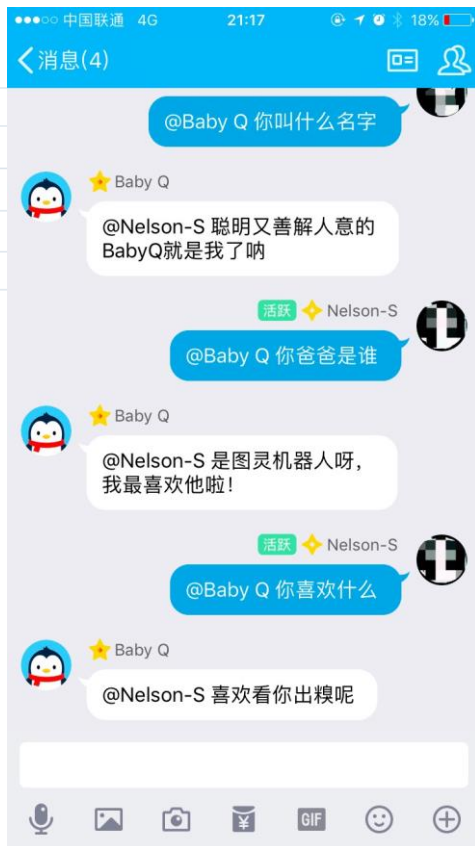 中国联通 4G 21:17 18%
消息(4)
@Baby Q 你叫什么名字
Baby Q
@Nelson-S 聪明又善解人意的
BabyQ就是我了呐
活跃 Nelson-S
@Baby Q 你爸爸是谁
Baby Q
@Nelson-S 是图灵机器人呀,
我最喜欢他啦!
活跃 Nelson-S
@Baby Q 你喜欢什么
Baby Q
@Nelson-S 喜欢看你出糗呢
¥
GIF